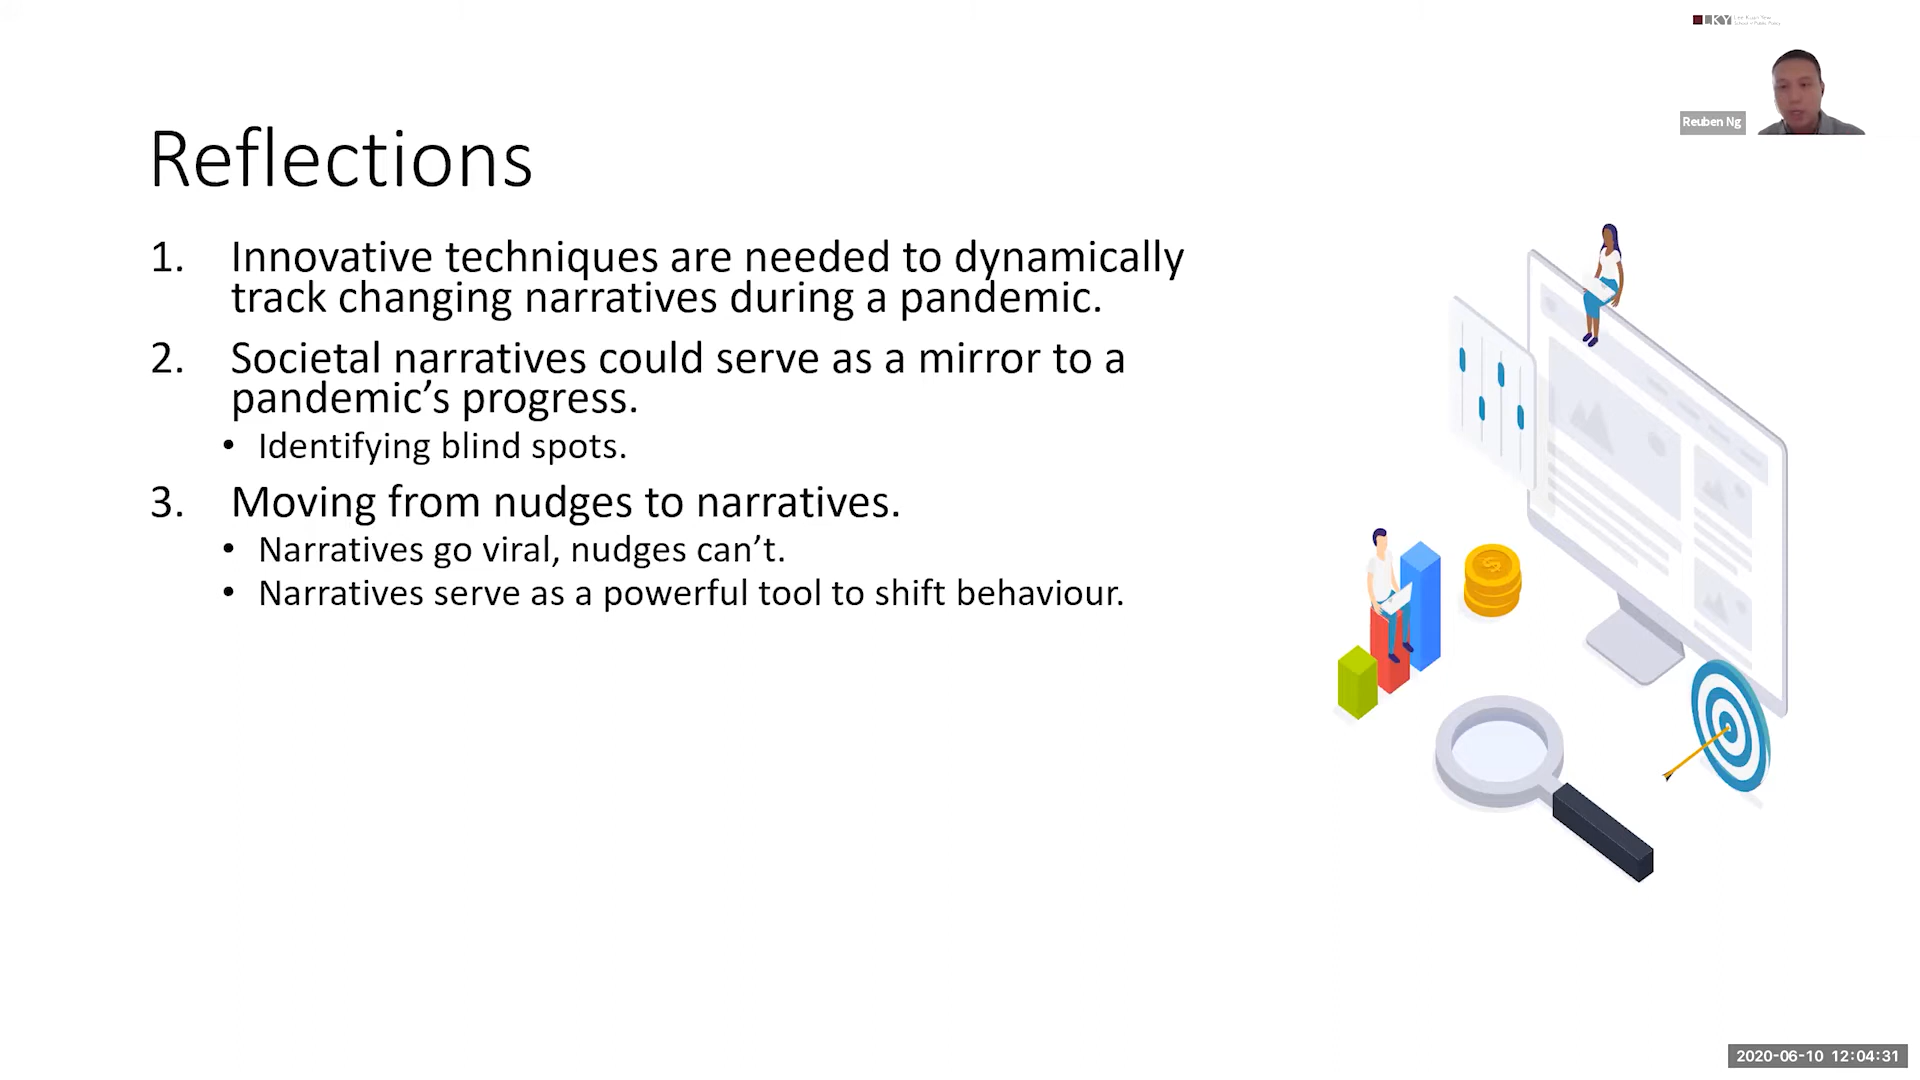 LKY
Reuben Ng
Reflections
1. Innovative techniques are needed to dynamically
track changing narratives during a pandemic.
2. Societal narratives could serve as a mirror to a
pandemic’s progress.
• Identifying blind spots.
3. Moving from nudges to narratives.
• Narratives go viral, nudges can’t.
• Narratives serve as a powerful tool to shift behaviour.
2020-06-10 12:04:31